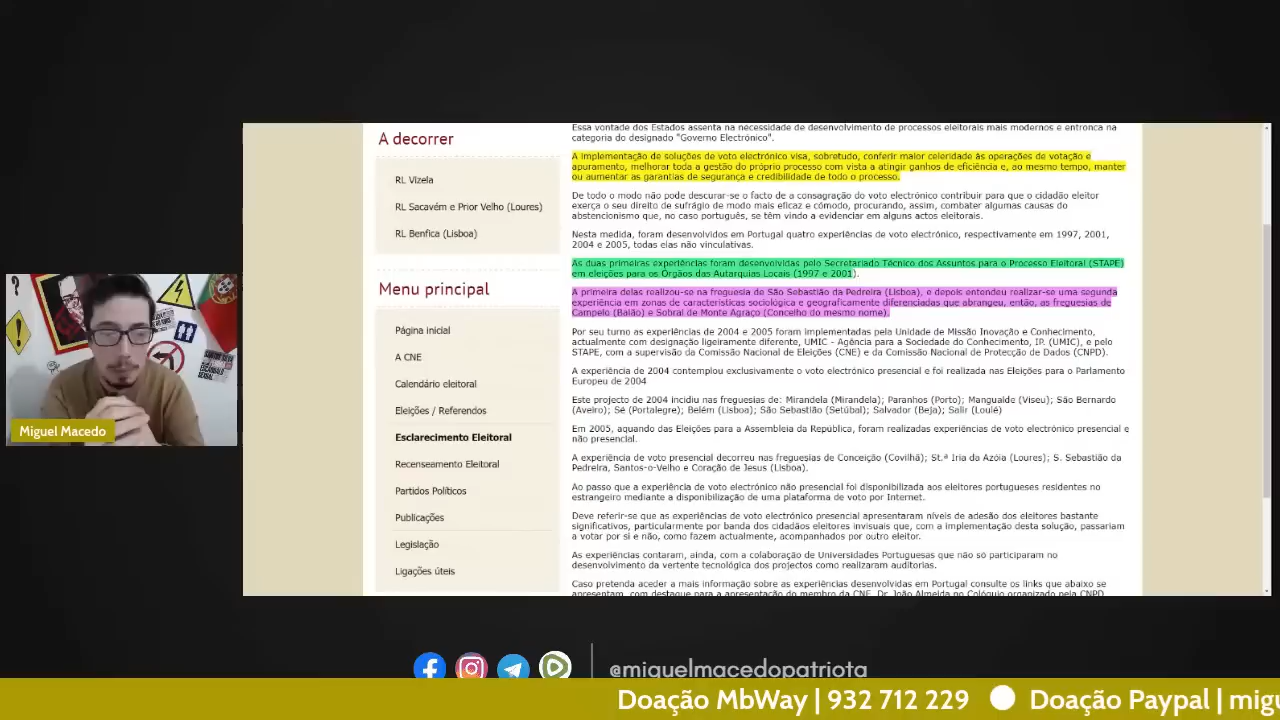 A decorrer
RL Vizela
RL Sacavém e Prior Velho (Loures)
RL Benfica (Lisboa)
Menu principal
Página inicial
A CNE
Calendário eleitoral
Eleições / Referendos
Esclarecimento Eleitoral
Recenseamento Eleitoral
Partidos Políticos
Publicações
Legislação
Ligações úteis
Essa vontade dos Estados assenta na necessidade de desenvolvimento de processos eleitorais mais modernos e entronca na
categoria do designado "Governo Electrónico".
A implementação de soluções de voto electrónico visa, sobretudo, conferir maior celeridade às operações de votação e
apuramento, melhorar toda a gestão do próprio processo com vista a atingir ganhos de eficiência e, ao mesmo tempo, manter
ou aumentar as garantias de segurança e credibilidade de todo o processo.
De todo o modo não pode descurar-se o facto de a consagração do voto electrónico contribuir para que o cidadão eleitor
exerça o seu direito de sufrágio de modo mais eficaz e cómodo, procurando, assim, combater algumas causas do
abstencionismo que, no caso português, se têm vindo a evidenciar em alguns actos eleitorais.
Nesta medida, foram desenvolvidos em Portugal quatro experiências de voto electrónico, respectivamente em 1997, 2001,
2004 e 2005, todas elas não vinculativas.
As duas primeiras experiências foram desenvolvidas pelo Secretariado Técnico dos Assuntos para o Processo Eleitoral (STAPE)
em eleições para os Órgãos das Autarquias Locais (1997 e 2001).
A primeira delas realizou-se na freguesia de São Sebastião da Pedreira (Lisboa), e depois entendeu realizar-se uma segunda
experiência em zonas de características sociológica e geograficamente diferenciadas que abrangeu, então, as freguesias de
Campelo (Baião) e Sobral de Monte Agraço (Concelho do mesmo nome).
Por seu turno as experiências de 2004 e 2005 foram implementadas pela Unidade de Missão Inovação e Conhecimento,
actualmente com designação ligeiramente diferente, UMIC - Agência para a Sociedade do Conhecimento, IP. (UMIC), e pelo
STAPE, com a supervisão da Comissão Nacional de Eleições (CNE) e da Comissão Nacional de Protecção de Dados (CNPD).
A experiência de 2004 contemplou exclusivamente o voto electrónico presencial e foi realizada nas Eleições para o Parlamento
Europeu de 2004
Este projecto de 2004 incidiu nas freguesias de: Mirandela (Mirandela); Paranhos (Porto); Mangualde (Viseu); São Bernardo
(Aveiro); Sé (Portalegre); Belém (Lisboa); São Sebastião (Setúbal); Salvador (Beja); Salir (Loulé)
Em 2005, aquando das Eleições para a Assembleia da República, foram realizadas experiências de voto electrónico presencial e
não presencial.
A experiência de voto presencial decorreu nas freguesias de Conceição (Covilhã); St.ª Iria da Azóia (Loures); S. Sebastião da
Pedreira, Santos-o-Velho e Coração de Jesus (Lisboa).
Ao passo que a experiência de voto electrónico não presencial foi disponibilizada aos eleitores portugueses residentes no
estrangeiro mediante a disponibilização de uma plataforma de voto por Internet.
Deve referir-se que as experiências de voto electrónico presencial apresentaram níveis de adesão dos eleitores bastante
significativos, particularmente por banda dos cidadãos eleitores invisuais que, com a implementação desta solução, passariam
a votar por si e não, como fazem actualmente, acompanhados por outro eleitor.
As experiências contaram, ainda, com a colaboração de Universidades Portuguesas que não só participaram no
desenvolvimento da vertente tecnológica dos projectos como realizaram auditorias.
Caso pretenda aceder a mais informação sobre as experiências desenvolvidas em Portugal consulte os links que abaixo se
apresentam, com destaque para a apresentação do membro da CNE, Dr. João Almeida no Colóquio organizado pela CNPD
Miguel Macedo
@miguelmacedopatriota
Doação MbWay | 932 712 229 Doação Paypal | migu